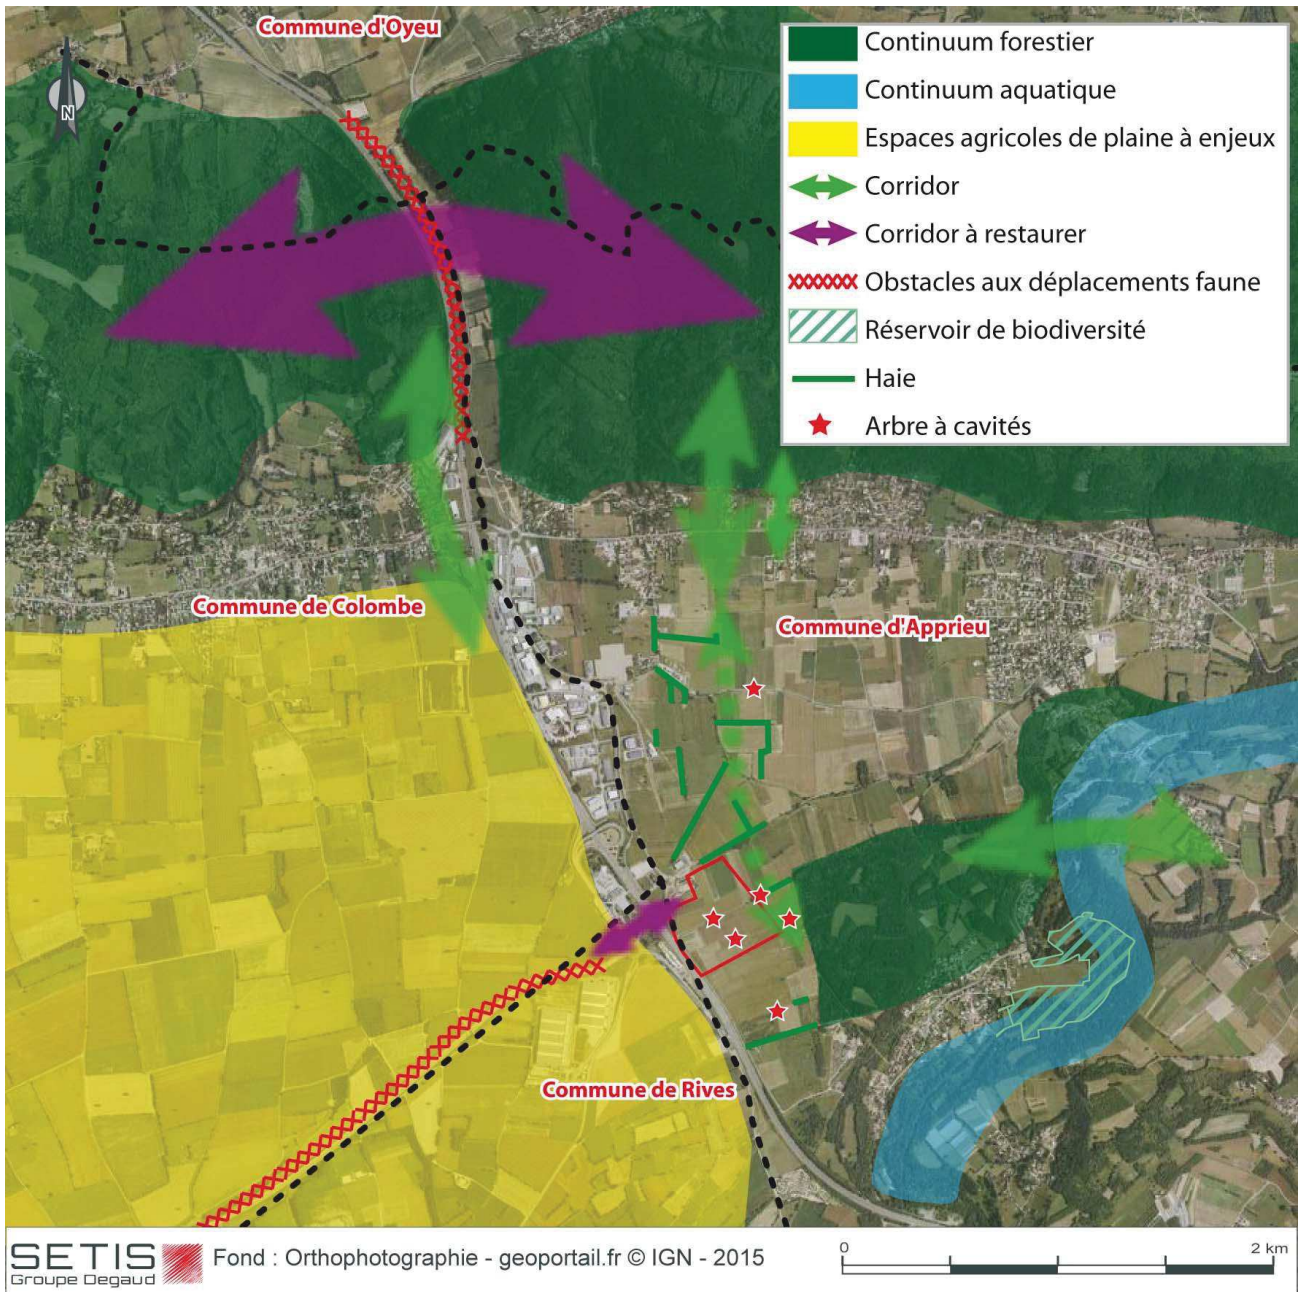 Commune d'Oyeu
N
Continuum forestier
Continuum aquatique
Espaces agricoles de plaine à enjeux
Corridor
Corridor à restaurer
Obstacles aux déplacements faune
Réservoir de biodiversité
Haie
Arbre à cavités
Commune de Colombe
Commune d'Apprieu
Commune de Rives
SETIS
Groupe Degaud
Fond : Orthophotographie - geoportail.fr © IGN - 2015
0
2 km